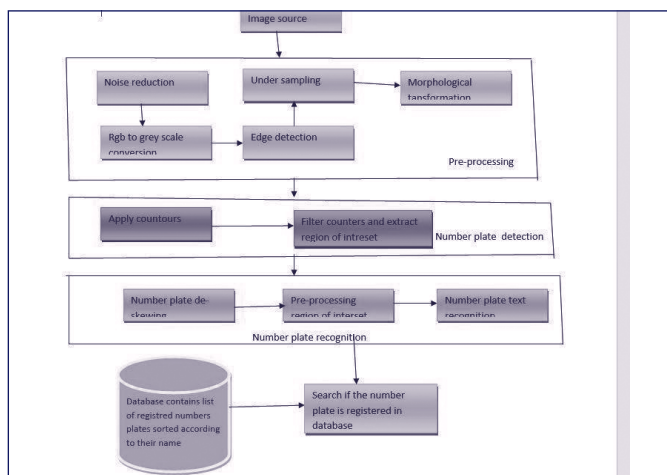 Image source
Noise reduction
Under sampling
Morphological
tansformation
Rgb to grey scale
conversion
Edge detection
Pre-processing
Apply countours
Filter counters and extract
region of intreset
Number plate detection
Number plate de-
skewing
Pre-processing
region of interset
Number plate text
recognition
Number plate recognition
Database contains list
of registred numbers
plates sorted according
to their name
Search if the number
plate is registered in
database